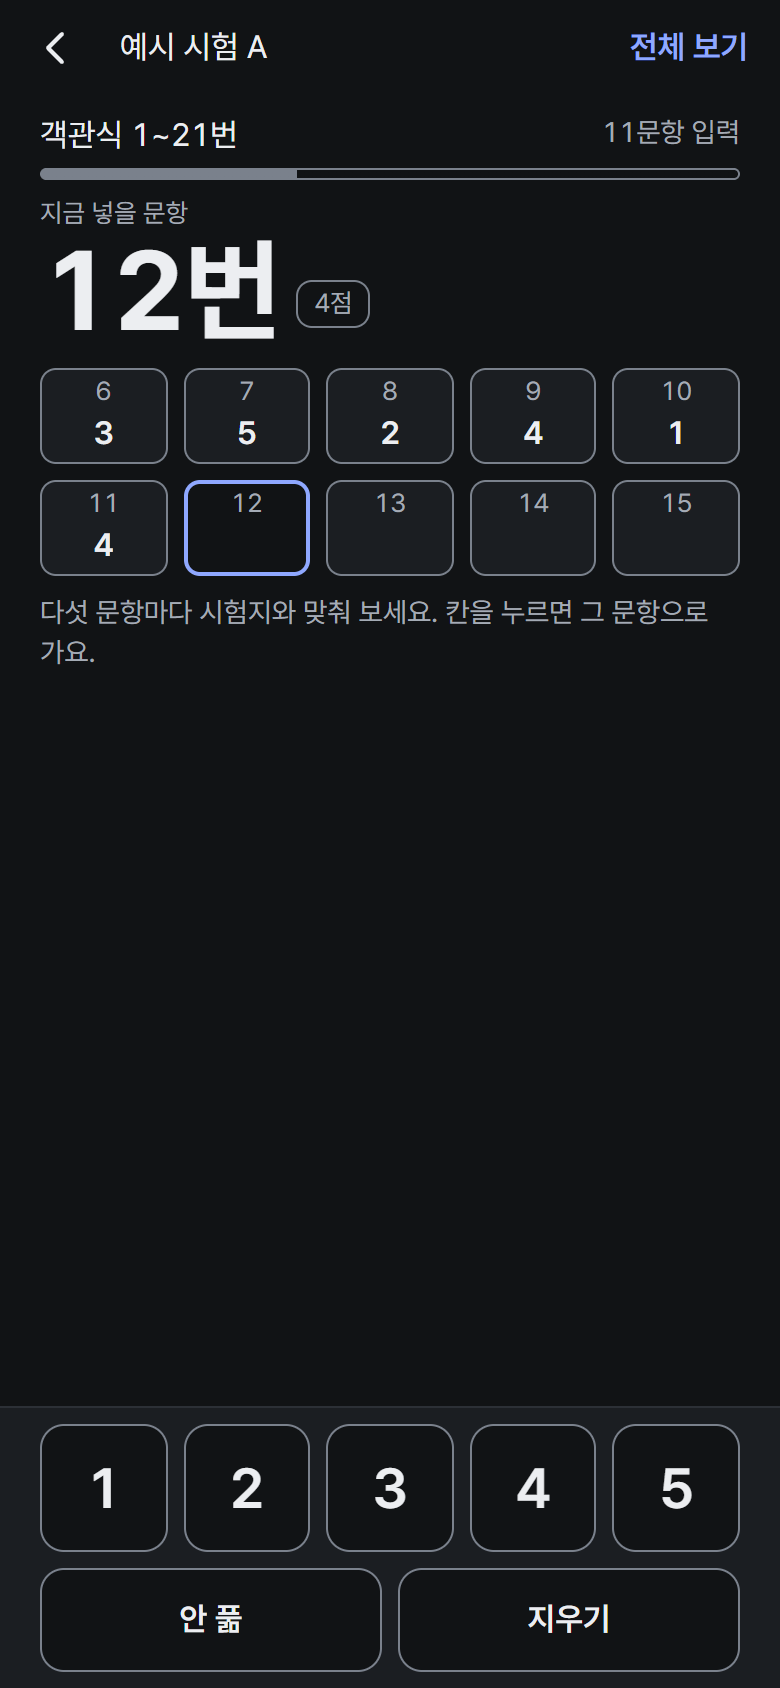 예시 시험 A
전체 보기
객관식 1~21번
11문항 입력
지금 넣을 문항
12번
4점
6 7 8 9 10
3 5 2 4 1
11 12 13 14 15
4
다섯 문항마다 시험지와 맞춰 보세요. 칸을 누르면 그 문항으로
가요.
1 2 3 4 5
안 풂
지우기